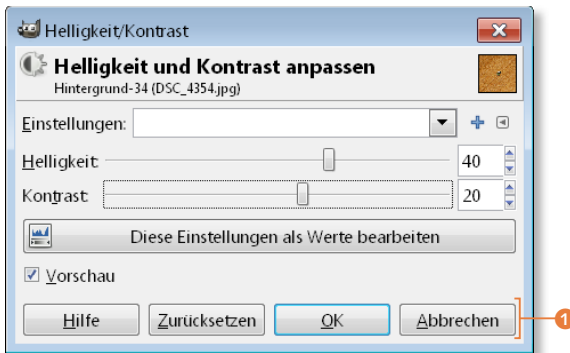 Helligkeit/Kontrast
Helligkeit und Kontrast anpassen
Hintergrund-34 (DSC_4354.jpg)
Einstellungen:
Helligkeit: 40
Kontrast: 20
Diese Einstellungen als Werte bearbeiten
Vorschau
Hilfe Zurücksetzen OK Abbrechen
1